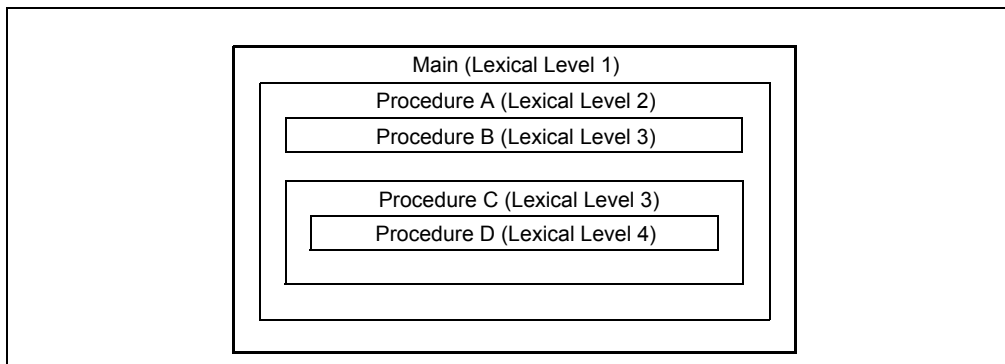 Main (Lexical Level 1)
Procedure A (Lexical Level 2)
Procedure B (Lexical Level 3)
Procedure C (Lexical Level 3)
Procedure D (Lexical Level 4)